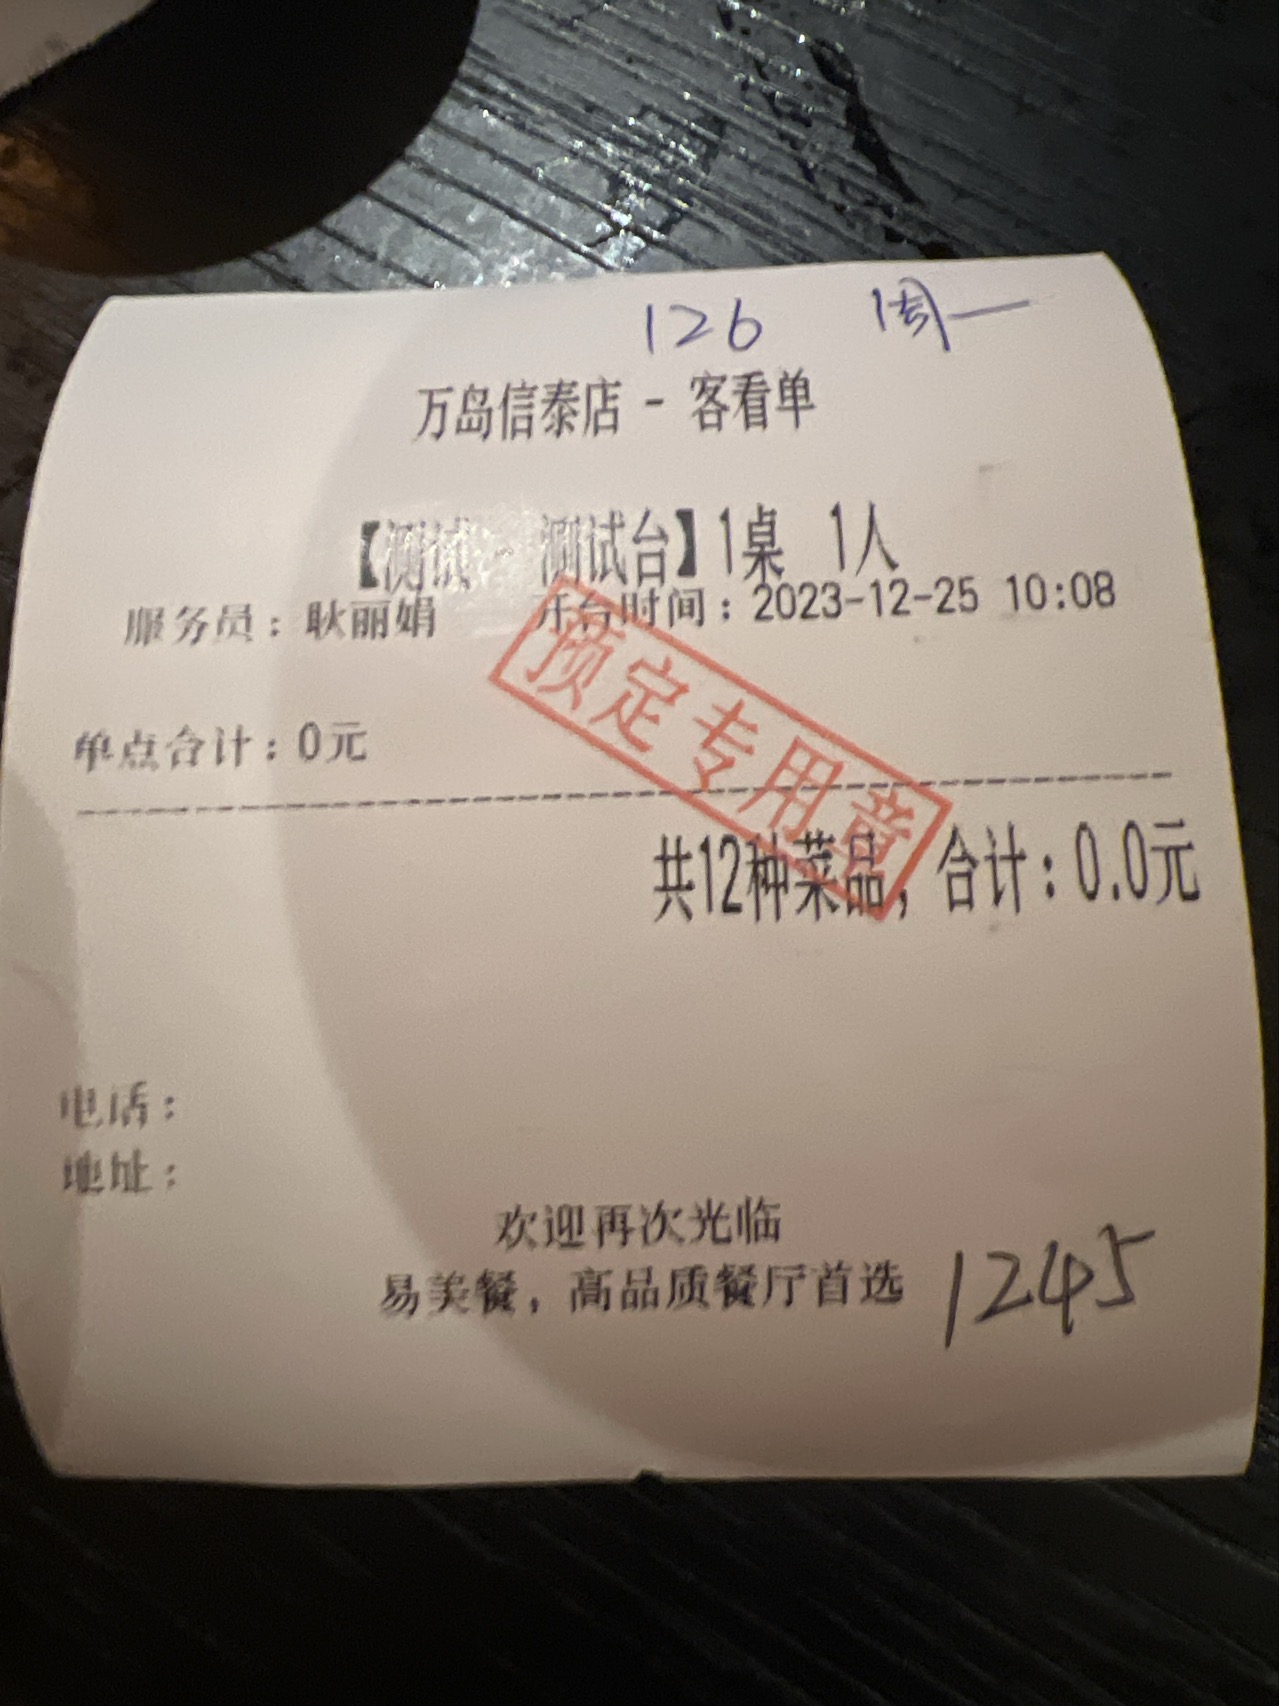 126 周一
万岛信泰店 - 客看单
【测试 - 测试台】1桌 1人
服务员：耿丽娟 开台时间：2023-12-25 10:08
预定专用章
单点合计：0元
共12种菜品，合计：0.0元
电话：
地址：
欢迎再次光临
易美餐，高品质餐厅首选 1245